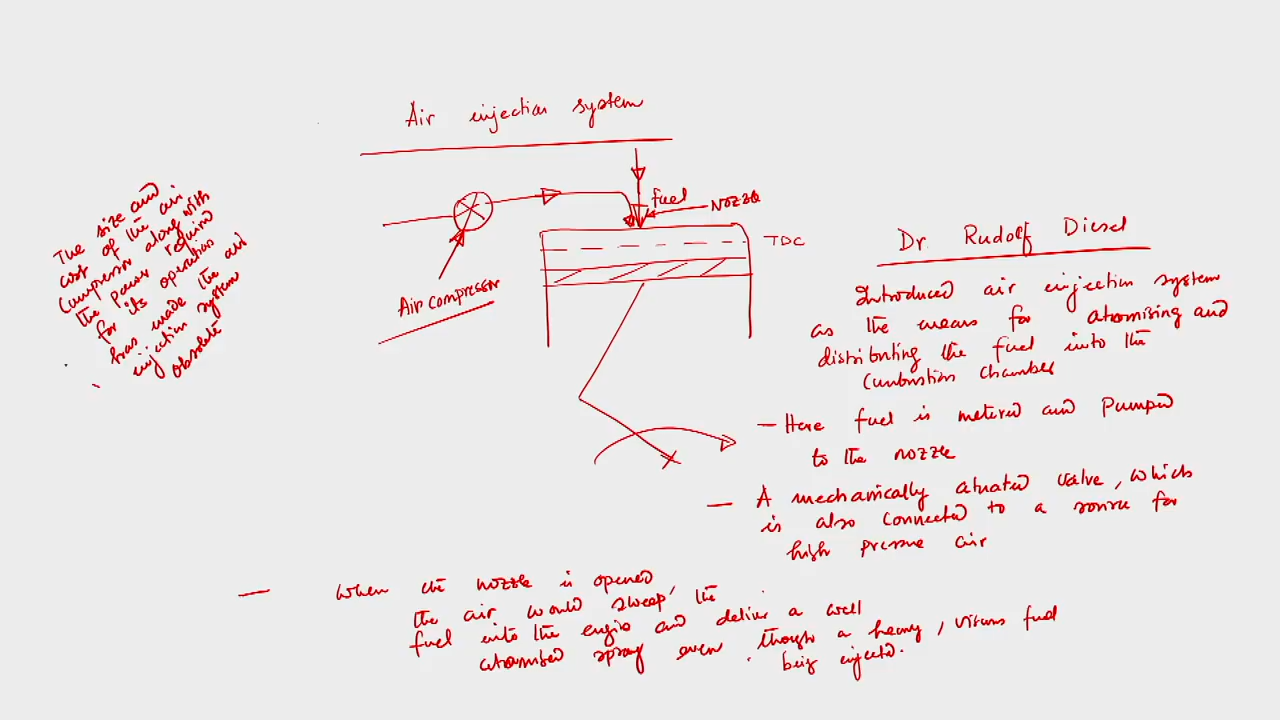 Air injection system
fuel
Nozzle
TDC
Air compressor
The size and
cost of the air
Compressor along with
the power required
for its operation
has made the air
injection system
obsolete
Dr. Rudolf Diesel
Introduced air injection system
as the means for atomising and
distributing the fuel into the
Combustion chamber
— Here fuel is metered and Pumped
to the nozzle
— A mechanically atuated valve, which
is also connected to a source for
high pressure air
— When the nozzle is opened
the air would sweep the
fuel into the engine and deliver a well
atomised spray even though a heavy, viscous fuel
being injected.